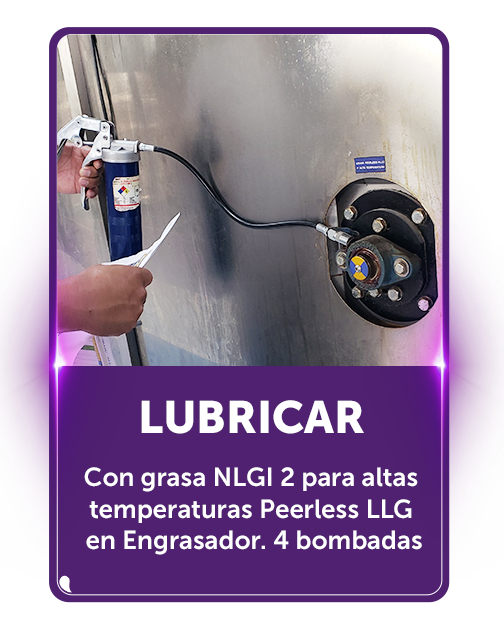 LUBRICAR
Con grasa NLGI 2 para altas
temperaturas Peerless LLG
en Engrasador. 4 bombadas